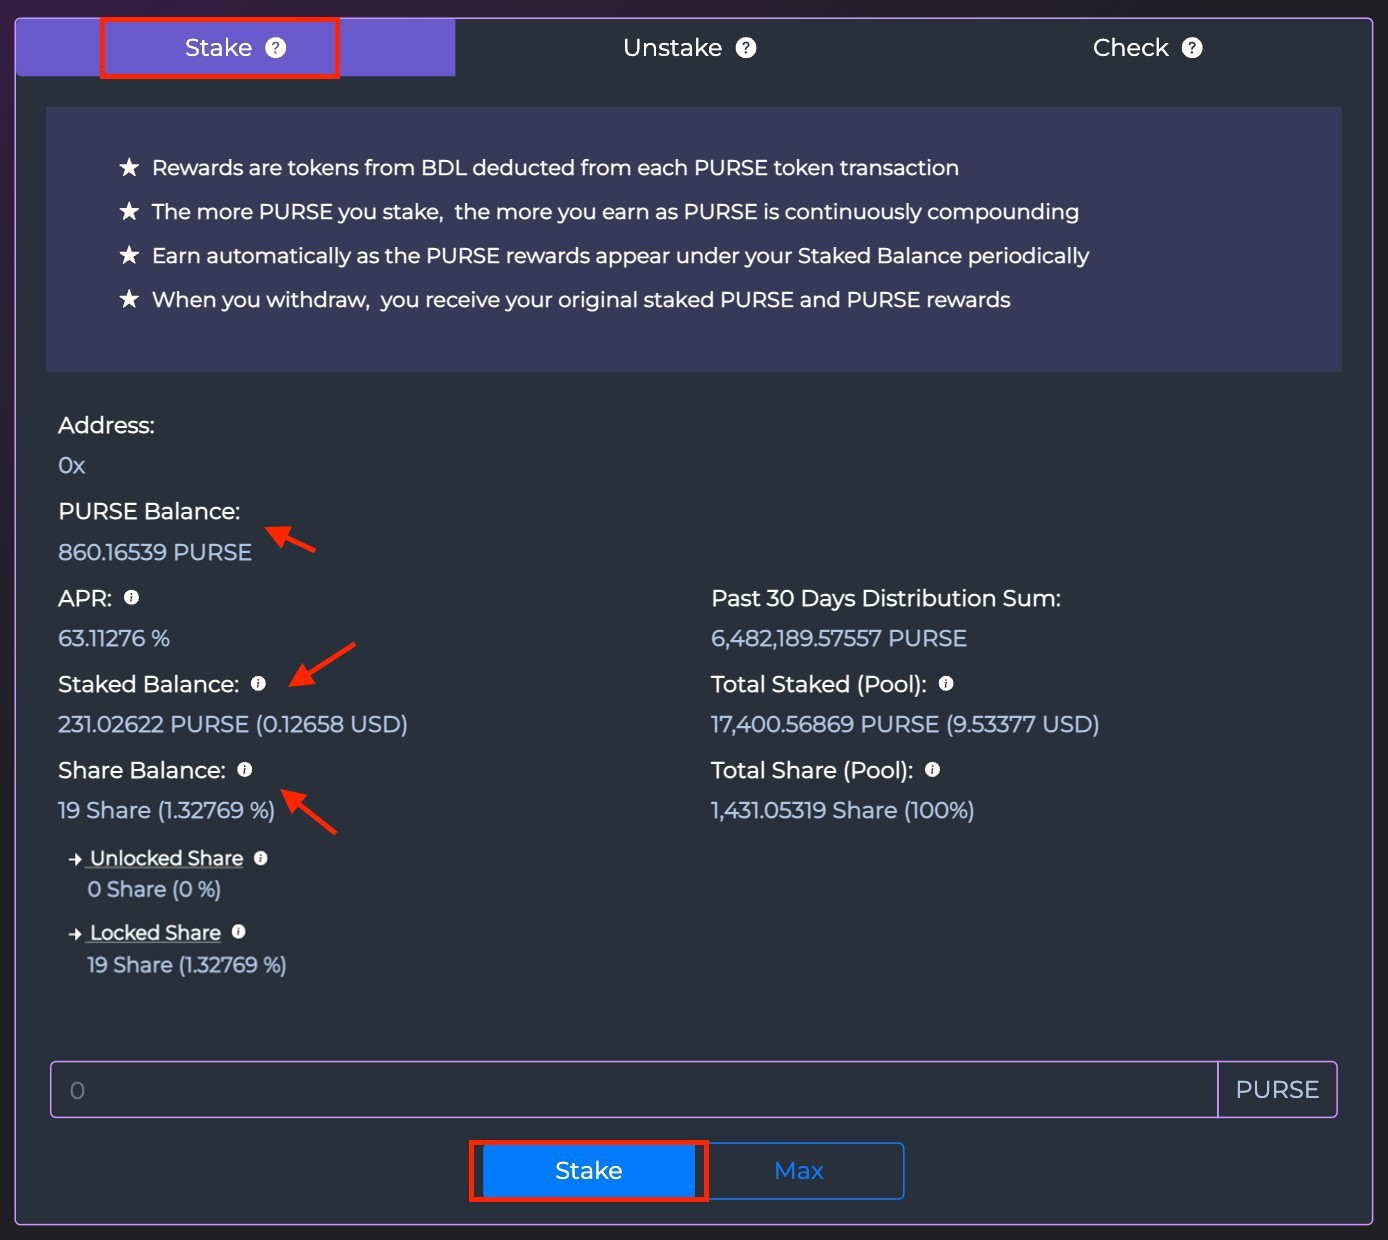 Stake ?
Unstake ?
Check ?
★ Rewards are tokens from BDL deducted from each PURSE token transaction
★ The more PURSE you stake,  the more you earn as PURSE is continuously compounding
★ Earn automatically as the PURSE rewards appear under your Staked Balance periodically
★ When you withdraw,  you receive your original staked PURSE and PURSE rewards
Address:
0x
PURSE Balance:
860.16539 PURSE
APR: i
63.11276 %
Past 30 Days Distribution Sum:
6,482,189.57557 PURSE
Staked Balance: i
231.02622 PURSE (0.12658 USD)
Total Staked (Pool): i
17,400.56869 PURSE (9.53377 USD)
Share Balance: i
19 Share (1.32769 %)
Total Share (Pool): i
1,431.05319 Share (100%)
→ Unlocked Share i
0 Share (0 %)
→ Locked Share i
19 Share (1.32769 %)
0
PURSE
Stake
Max